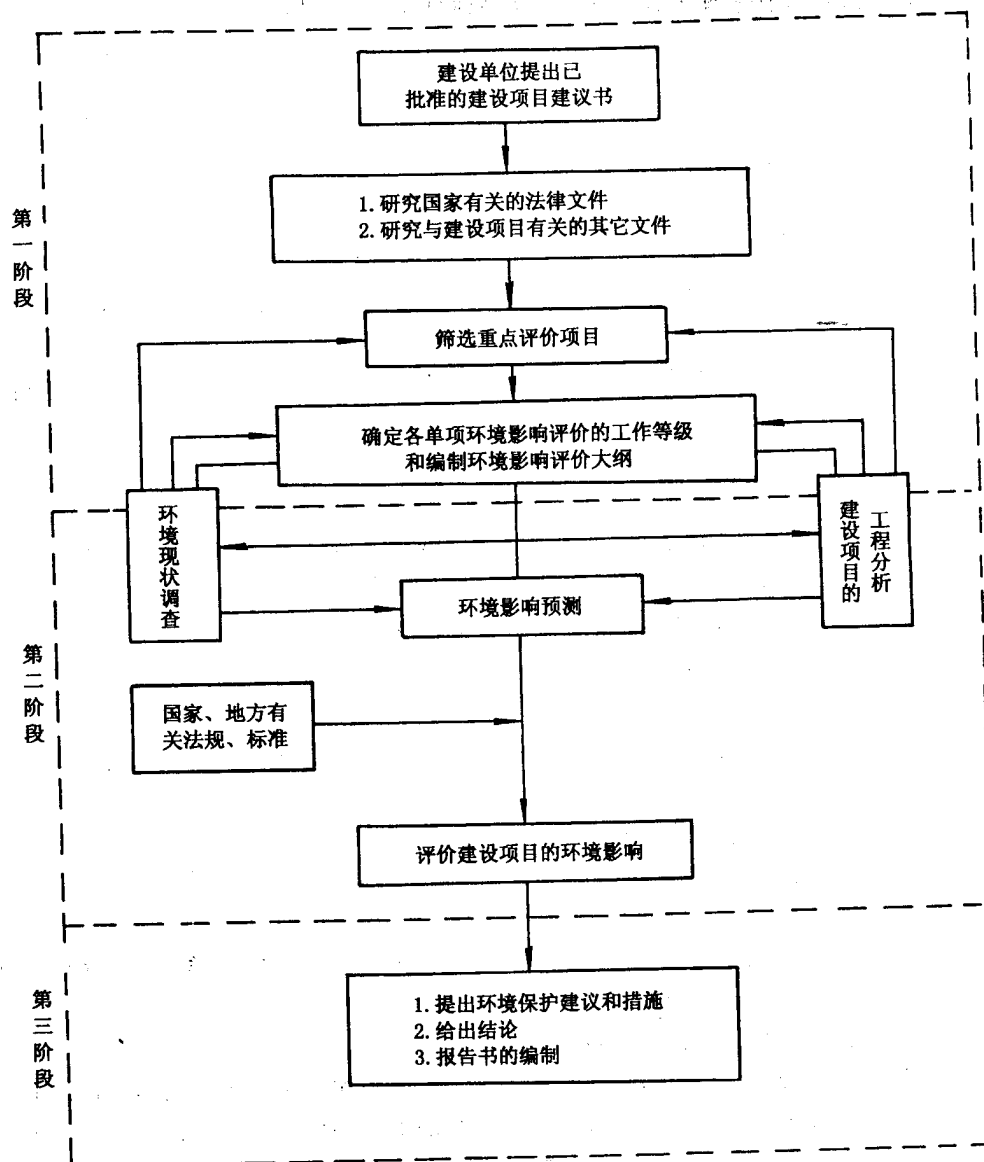 建设单位提出已
批准的建设项目建议书
1.研究国家有关的法律文件
2.研究与建设项目有关的其它文件
第一阶段
筛选重点评价项目
确定各单项环境影响评价的工作等级
和编制环境影响评价大纲
环境现状调查
工程分析
建设项目的
环境影响预测
第二阶段
国家、地方有
关法规、标准
评价建设项目的环境影响
第三阶段
1.提出环境保护建议和措施
2.给出结论
3.报告书的编制